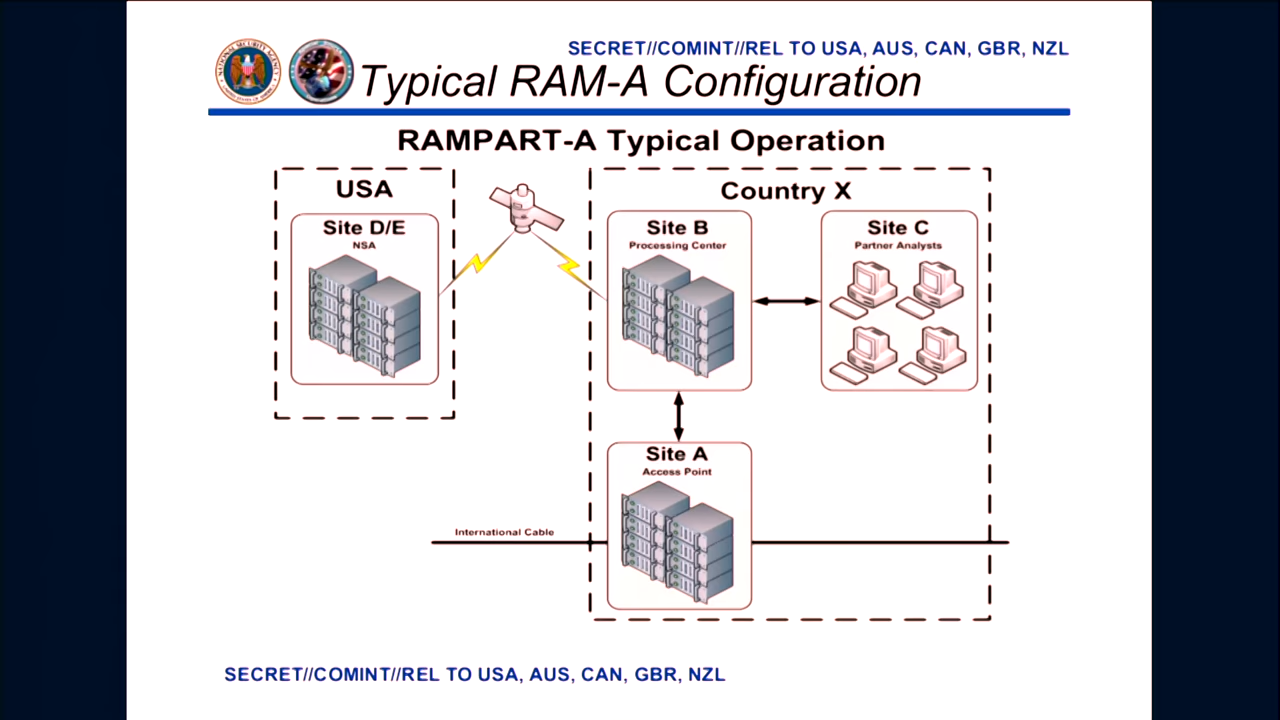 SECRET//COMINT//REL TO USA, AUS, CAN, GBR, NZL
Typical RAM-A Configuration
RAMPART-A Typical Operation
USA
Site D/E
NSA
Country X
Site B
Processing Center
Site C
Partner Analysts
Site A
Access Point
International Cable
SECRET//COMINT//REL TO USA, AUS, CAN, GBR, NZL